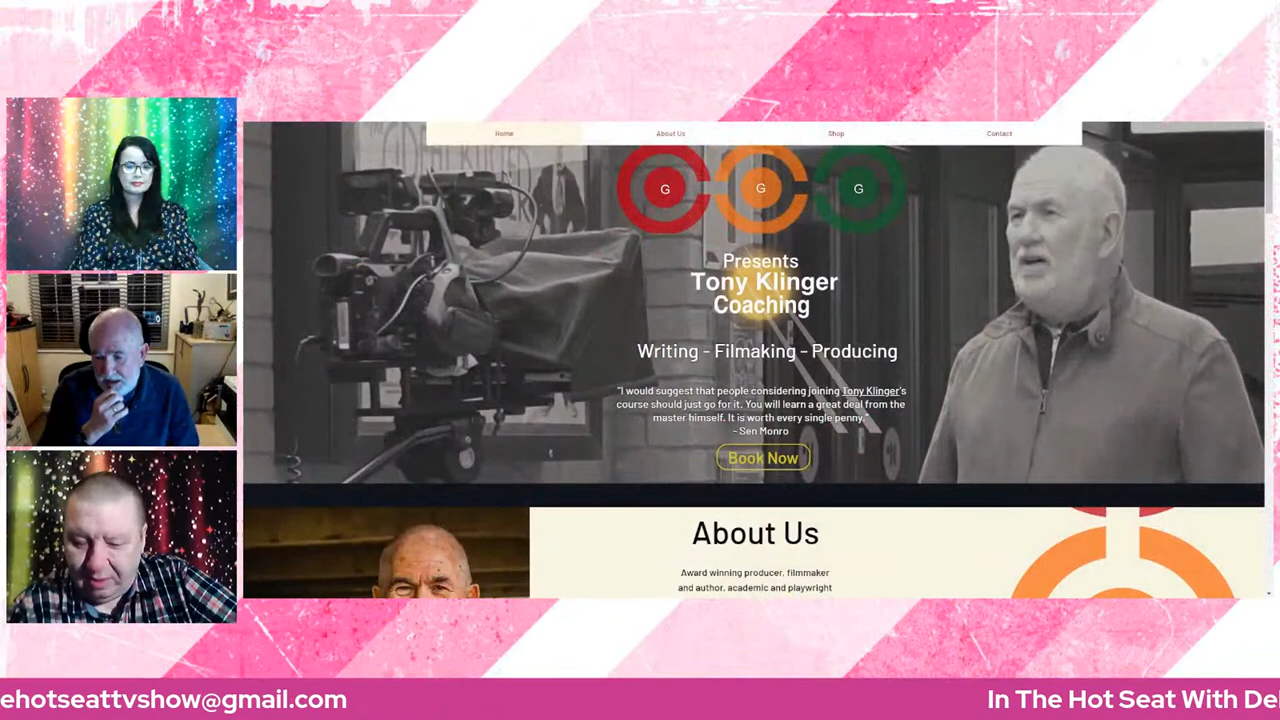 Home About Us Shop Contact
G G G
Presents
Tony Klinger
Coaching
Writing - Filmaking - Producing
"I would suggest that people considering joining Tony Klinger's
course should just go for it. You will learn a great deal from the
master himself. It is worth every single penny."
- Sen Monro
Book Now
About Us
Award winning producer, filmmaker
and author, academic and playwright
ehotseattvshow@gmail.com
In The Hot Seat With Del